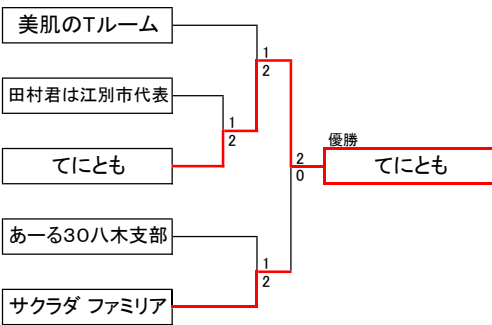 美肌のTルーム
1
2
田村君は江別市代表
1
2
てにとも
優勝
2
0
てにとも
あーる30八木支部
1
2
サクラダ ファミリア